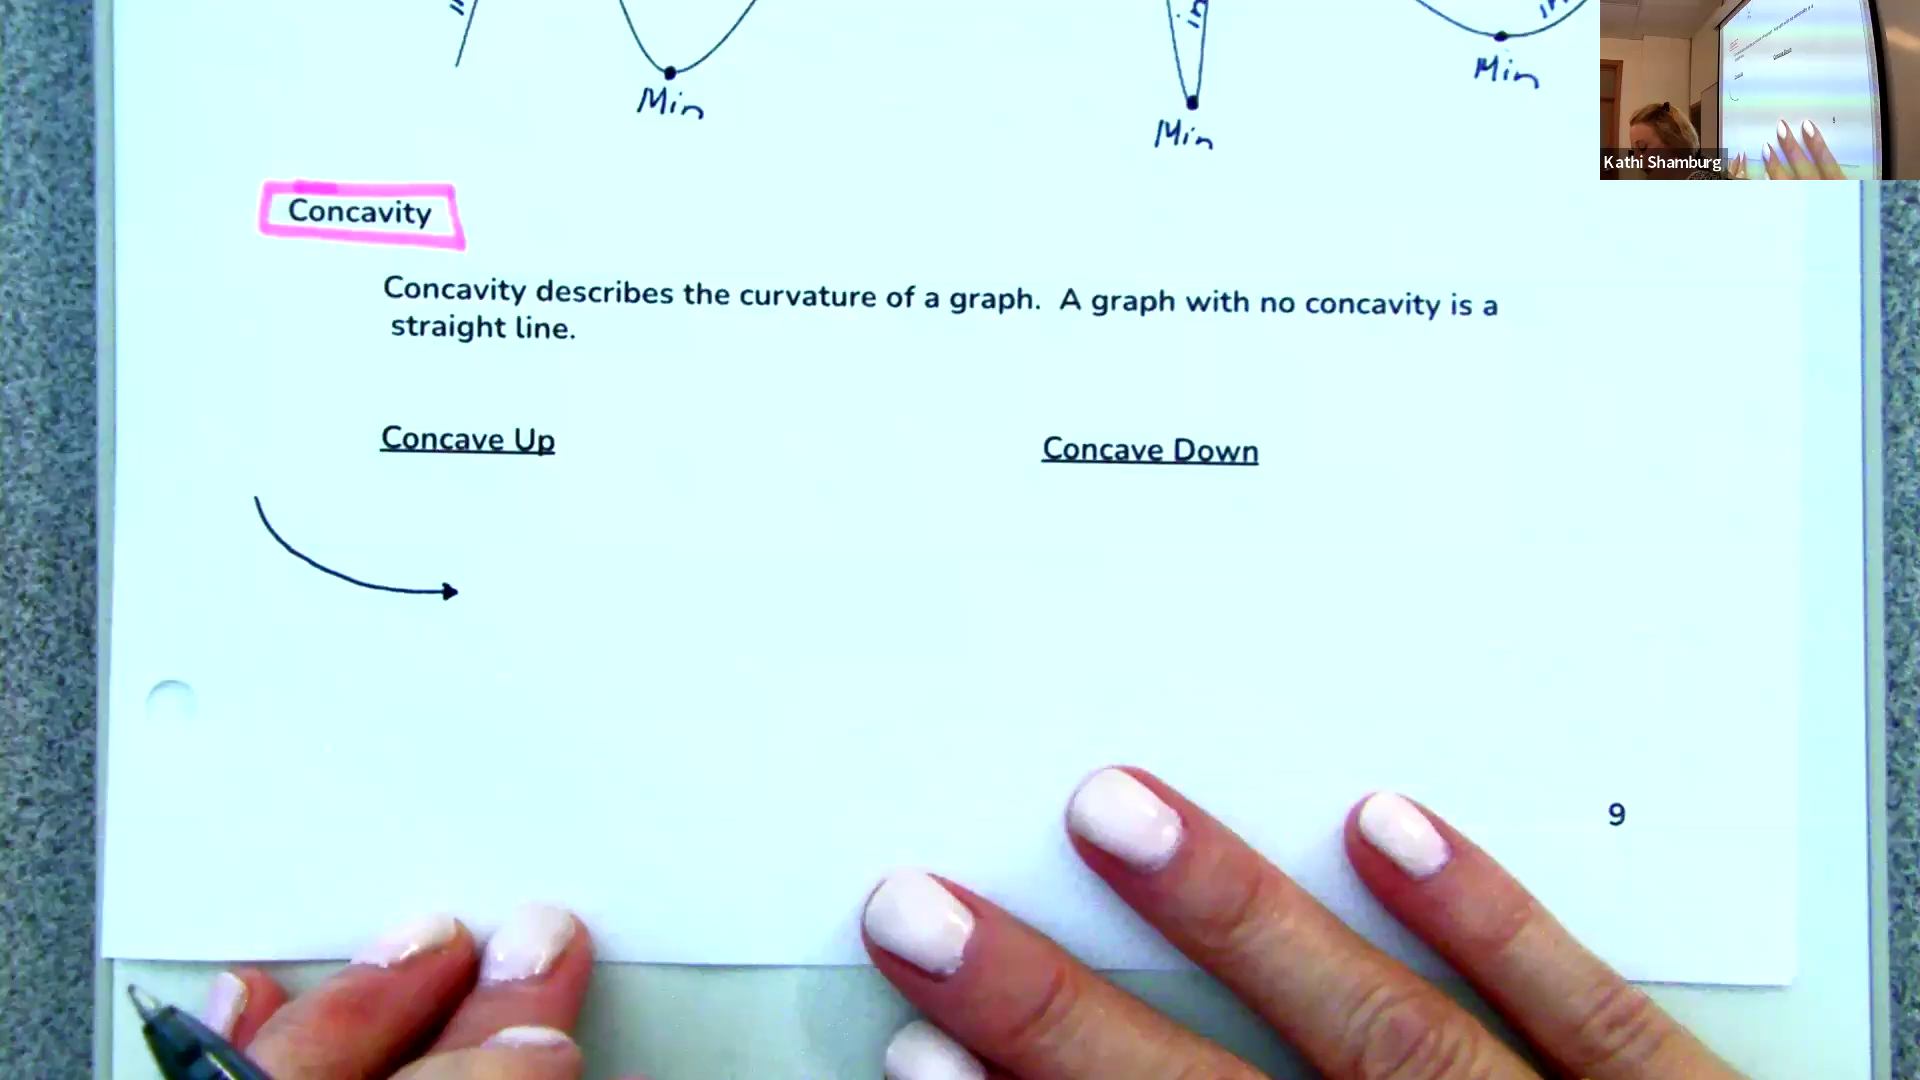 Min
Min
Min
in
Kathi Shamburg
Concavity
Concavity describes the curvature of a graph. A graph with no concavity is a
straight line.
Concave Up
Concave Down
9